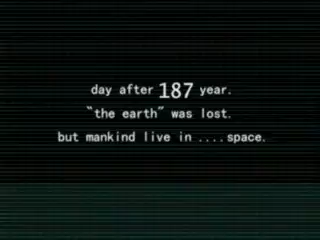 day after 187 year.
〝the earth〞 was lost.
but mankind live in ....space.